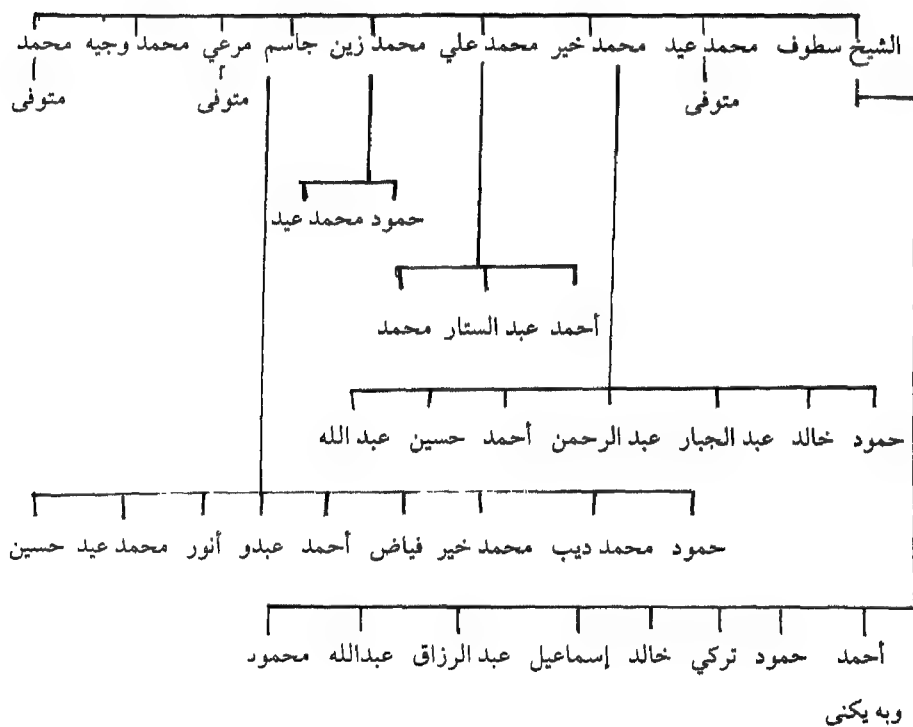 الشيخ سطوف محمد عيد محمد خير محمد علي محمد زين جاسم مرعي محمد وجيه محمد
متوفى متوفى متوفى
حمود محمد عيد
أحمد عبد الستار محمد
حمود خالد عبد الجبار عبد الرحمن أحمد حسين عبد الله
حمود محمد ديب محمد خير فياض أحمد عبدو أنور محمد عيد حسين
أحمد حمود تركي خالد إسماعيل عبد الرزاق عبدالله محمود
وبه يكنى